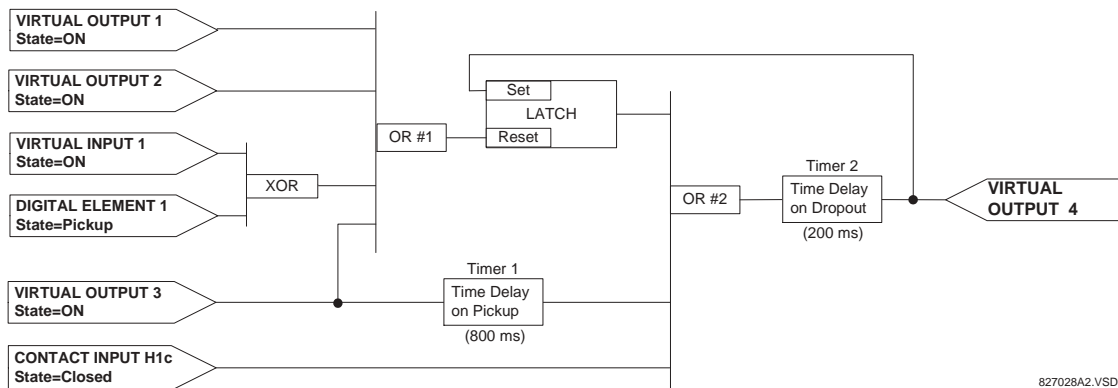 VIRTUAL OUTPUT 1
State=ON
VIRTUAL OUTPUT 2
State=ON
VIRTUAL INPUT 1
State=ON
DIGITAL ELEMENT 1
State=Pickup
VIRTUAL OUTPUT 3
State=ON
CONTACT INPUT H1c
State=Closed
XOR
OR #1
Set
LATCH
Reset
Timer 1
Time Delay
on Pickup
(800 ms)
OR #2
Timer 2
Time Delay
on Dropout
(200 ms)
VIRTUAL
OUTPUT 4
827028A2.VSD